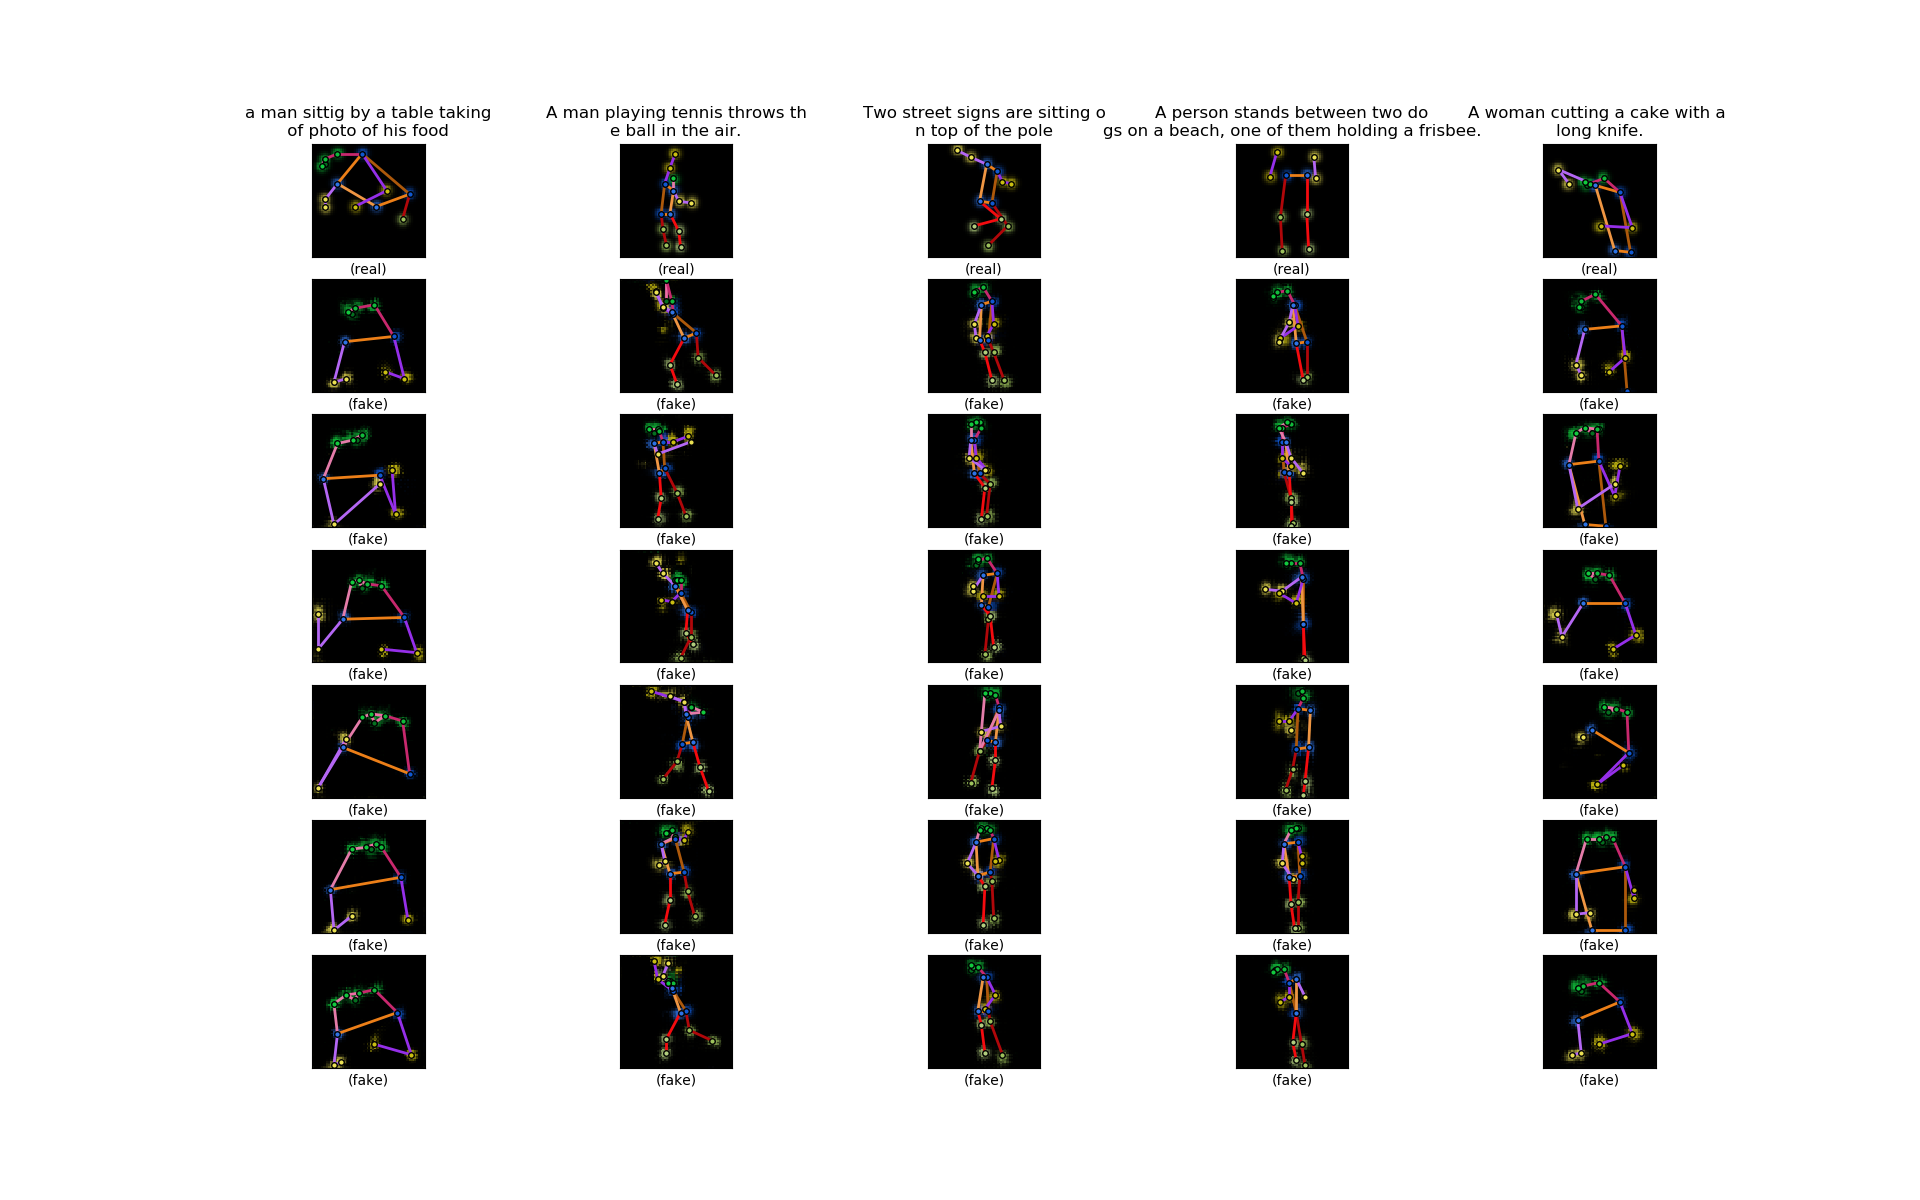 a man sittig by a table taking
of photo of his food
A man playing tennis throws th
e ball in the air.
Two street signs are sitting o
n top of the pole
A person stands between two do
gs on a beach, one of them holding a frisbee.
A woman cutting a cake with a
long knife.
(real) (real) (real) (real) (real)
(fake) (fake) (fake) (fake) (fake)
(fake) (fake) (fake) (fake) (fake)
(fake) (fake) (fake) (fake) (fake)
(fake) (fake) (fake) (fake) (fake)
(fake) (fake) (fake) (fake) (fake)
(fake) (fake) (fake) (fake) (fake)